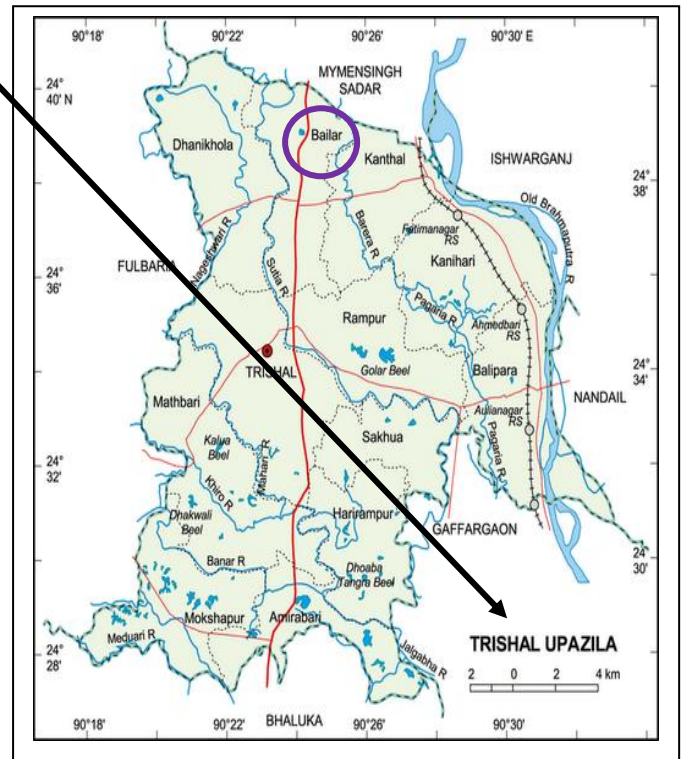 90°18'
90°22'
90°26'
90°30' E
24°
40' N
MYMENSINGH
SADAR
Dhanikhola
Bailar
Kanthal
ISHWARGANJ
24°
38'
Old Brahmaputra R
Barera R
Fatimanagar
RS
Nageshwari R
Sutia R
Kanihari
FULBARIA
24°
36'
Pagaria R
Rampur
Ahmedbari
RS
TRISHAL
Golar Beel
Balipara
24°
34'
Mathbari
NANDAIL
Aulianagar
RS
Sakhua
Kalya
Beel
Pagaria R
24°
32'
Khiro R
Harirampur
Dhakwali
Beel
GAFFARGAON
24°
30'
Banar R
Dhoaba
Tangra Beel
Mokshapur
Amirabari
Meduari R
Jalgabha R
TRISHAL UPAZILA
24°
28'
2 0 2 4 km
BHALUKA
90°18'
90°22'
90°26'
90°30'